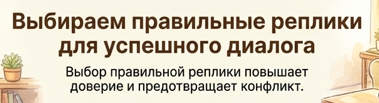 Выбираем правильные реплики
для успешного диалога
Выбор правильной реплики повышает
доверие и предотвращает конфликт.